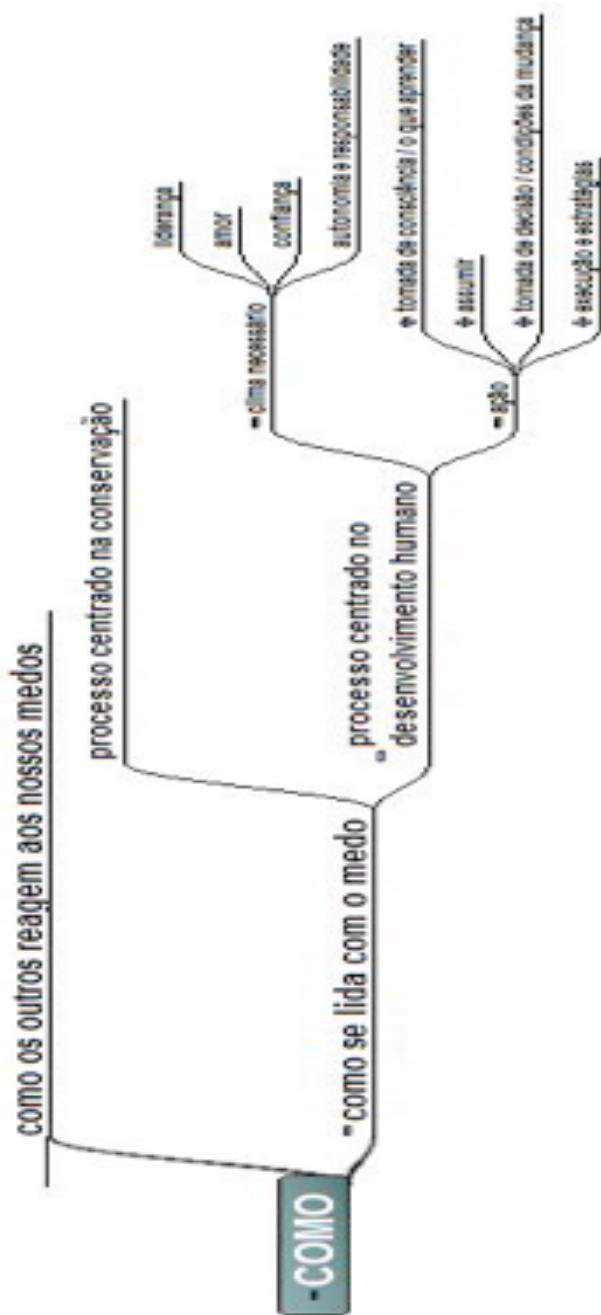 COMO
como os outros reagem aos nossos medos
como se lida com o medo
processo centrado na conservação
processo centrado no
desenvolvimento humano
clima necessário
liderança
amor
confiança
autonomia e responsabilidade
ação
tomada de consciência / o que aprender
assumir
tomada de decisão / condições da mudança
execução e estratégias